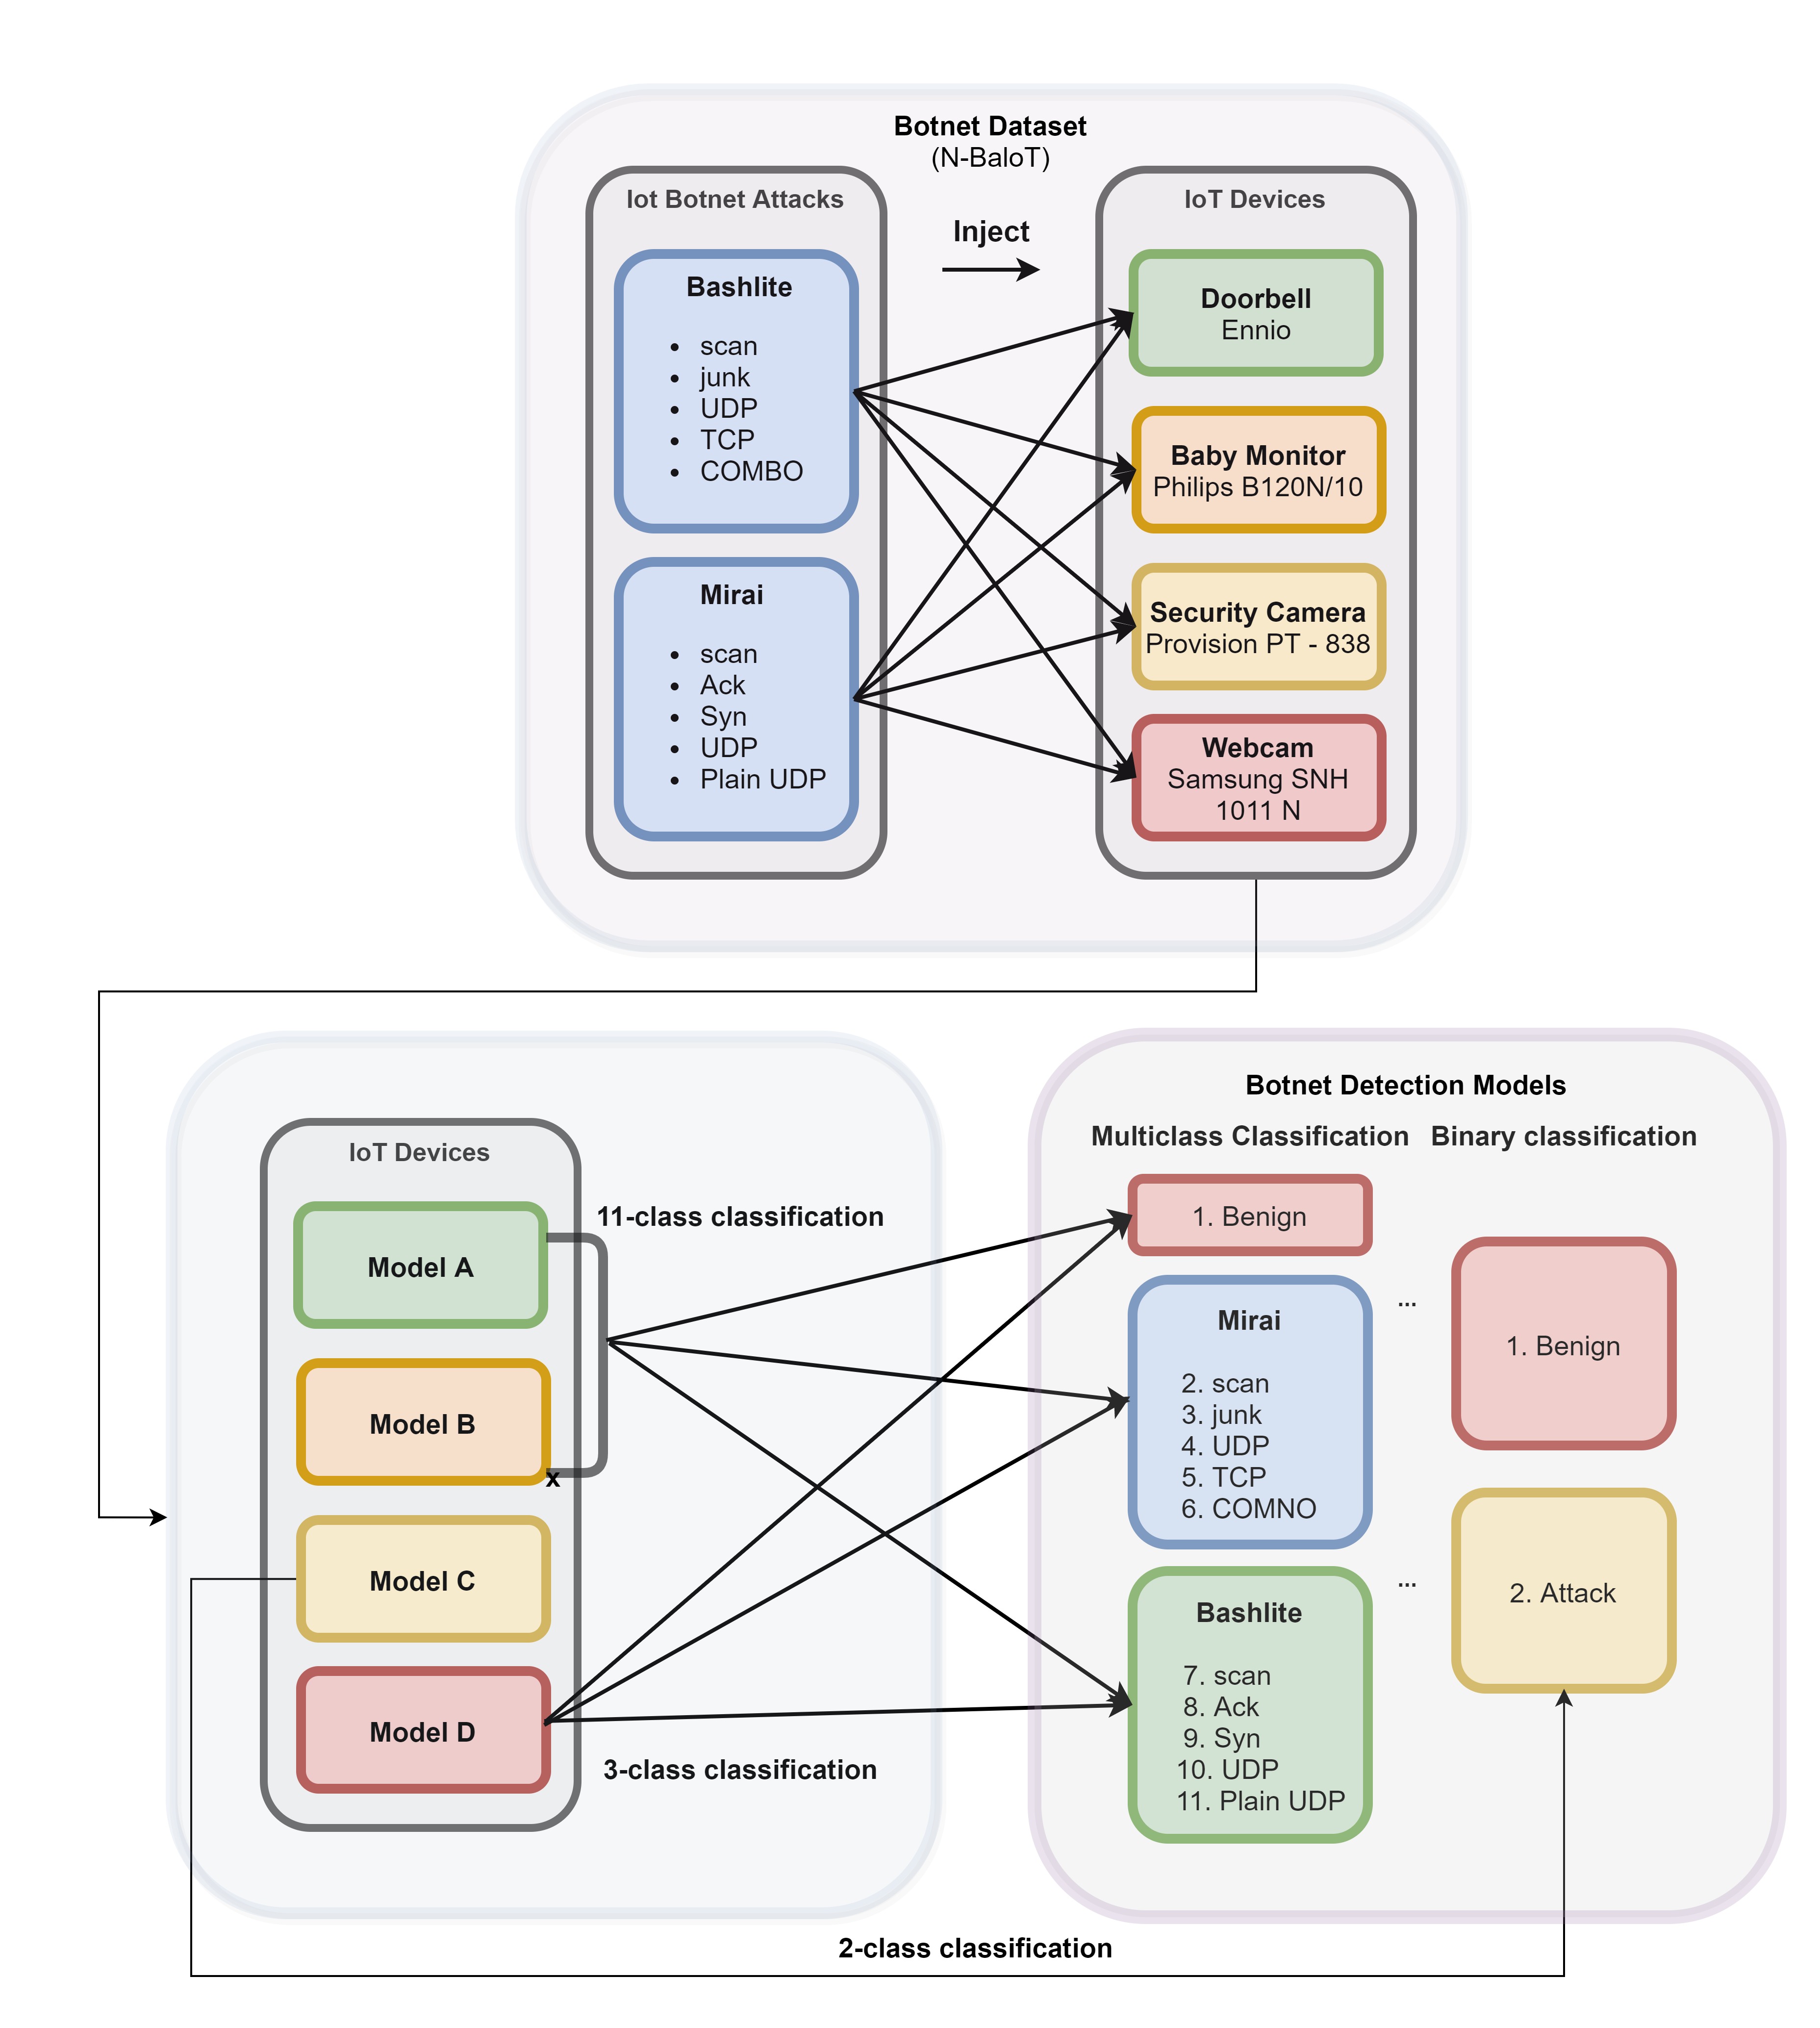 Botnet Dataset
(N-BaIoT)
Iot Botnet Attacks
Inject
IoT Devices
Bashlite
• scan
• junk
• UDP
• TCP
• COMBO
Mirai
• scan
• Ack
• Syn
• UDP
• Plain UDP
Doorbell
Ennio
Baby Monitor
Philips B120N/10
Security Camera
Provision PT - 838
Webcam
Samsung SNH
1011 N
IoT Devices
11-class classification
Model A
Model B
x
Model C
Model D
3-class classification
2-class classification
Botnet Detection Models
Multiclass Classification
Binary classification
1. Benign
Mirai
2. scan
3. junk
4. UDP
5. TCP
6. COMNO
...
Bashlite
7. scan
8. Ack
9. Syn
10. UDP
11. Plain UDP
...
1. Benign
2. Attack